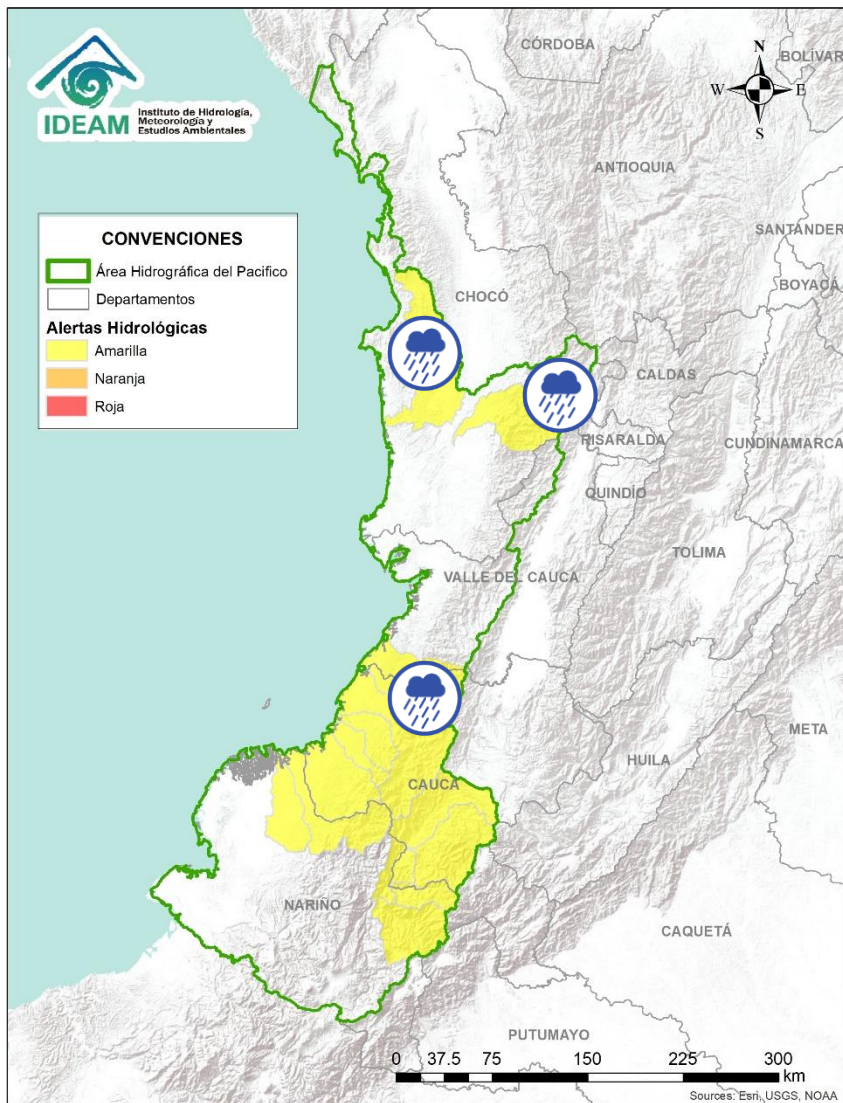 IDEAM
Instituto de Hidrología,
Meteorología y
Estudios Ambientales
N
W
E
S
CÓRDOBA
BOLÍVAR
ANTIOQUIA
SANTANDER
BOYACÁ
CONVENCIONES
Área Hidrográfica del Pacifico
Departamentos
Alertas Hidrológicas
Amarilla
Naranja
Roja
CHOCÓ
CALDAS
RISARALDA
CUNDINAMARCA
QUINDÍO
TOLIMA
VALLE DEL CAUCA
META
HUILA
CAUCA
NARIÑO
CAQUETÁ
PUTUMAYO
0 37.5 75 150 225 300
km
Sources: Esri, USGS, NOAA